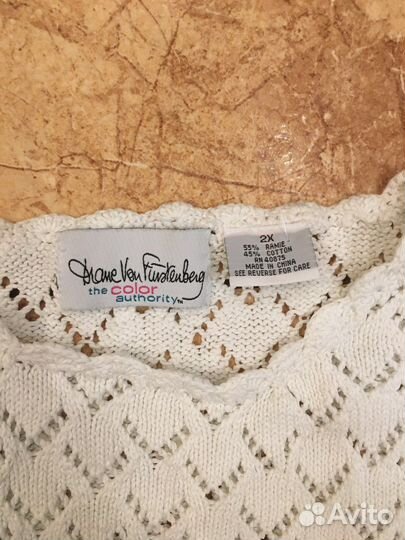 Diane Von Furstenberg
the color
authority™
2X
55% RAMIE
45% COTTON
RN 40875
MADE IN CHINA
SEE REVERSE FOR CARE
Avito